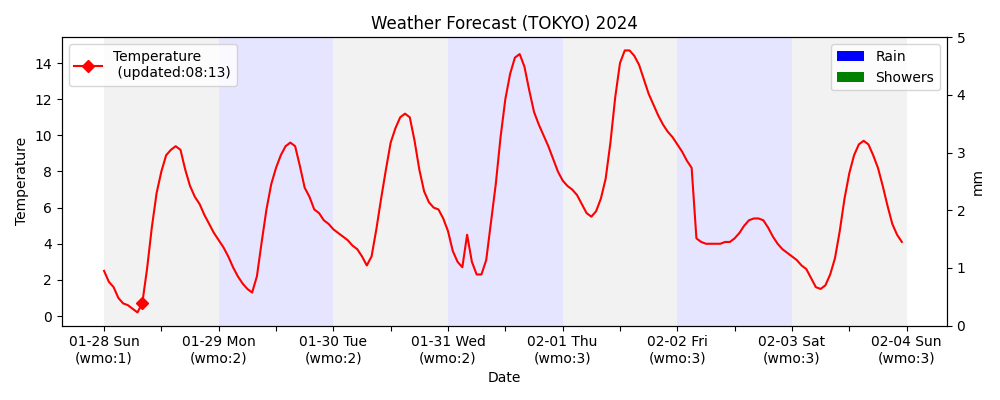 Weather Forecast (TOKYO) 2024
Temperature
(updated:08:13)
Rain
Showers
Temperature
14
12
10
8
6
4
2
0
5
4
3
2
1
0
mm
01-28 Sun 01-29 Mon 01-30 Tue 01-31 Wed 02-01 Thu 02-02 Fri 02-03 Sat 02-04 Sun
(wmo:1) (wmo:2) (wmo:2) (wmo:2) (wmo:3) (wmo:3) (wmo:3) (wmo:3)
Date